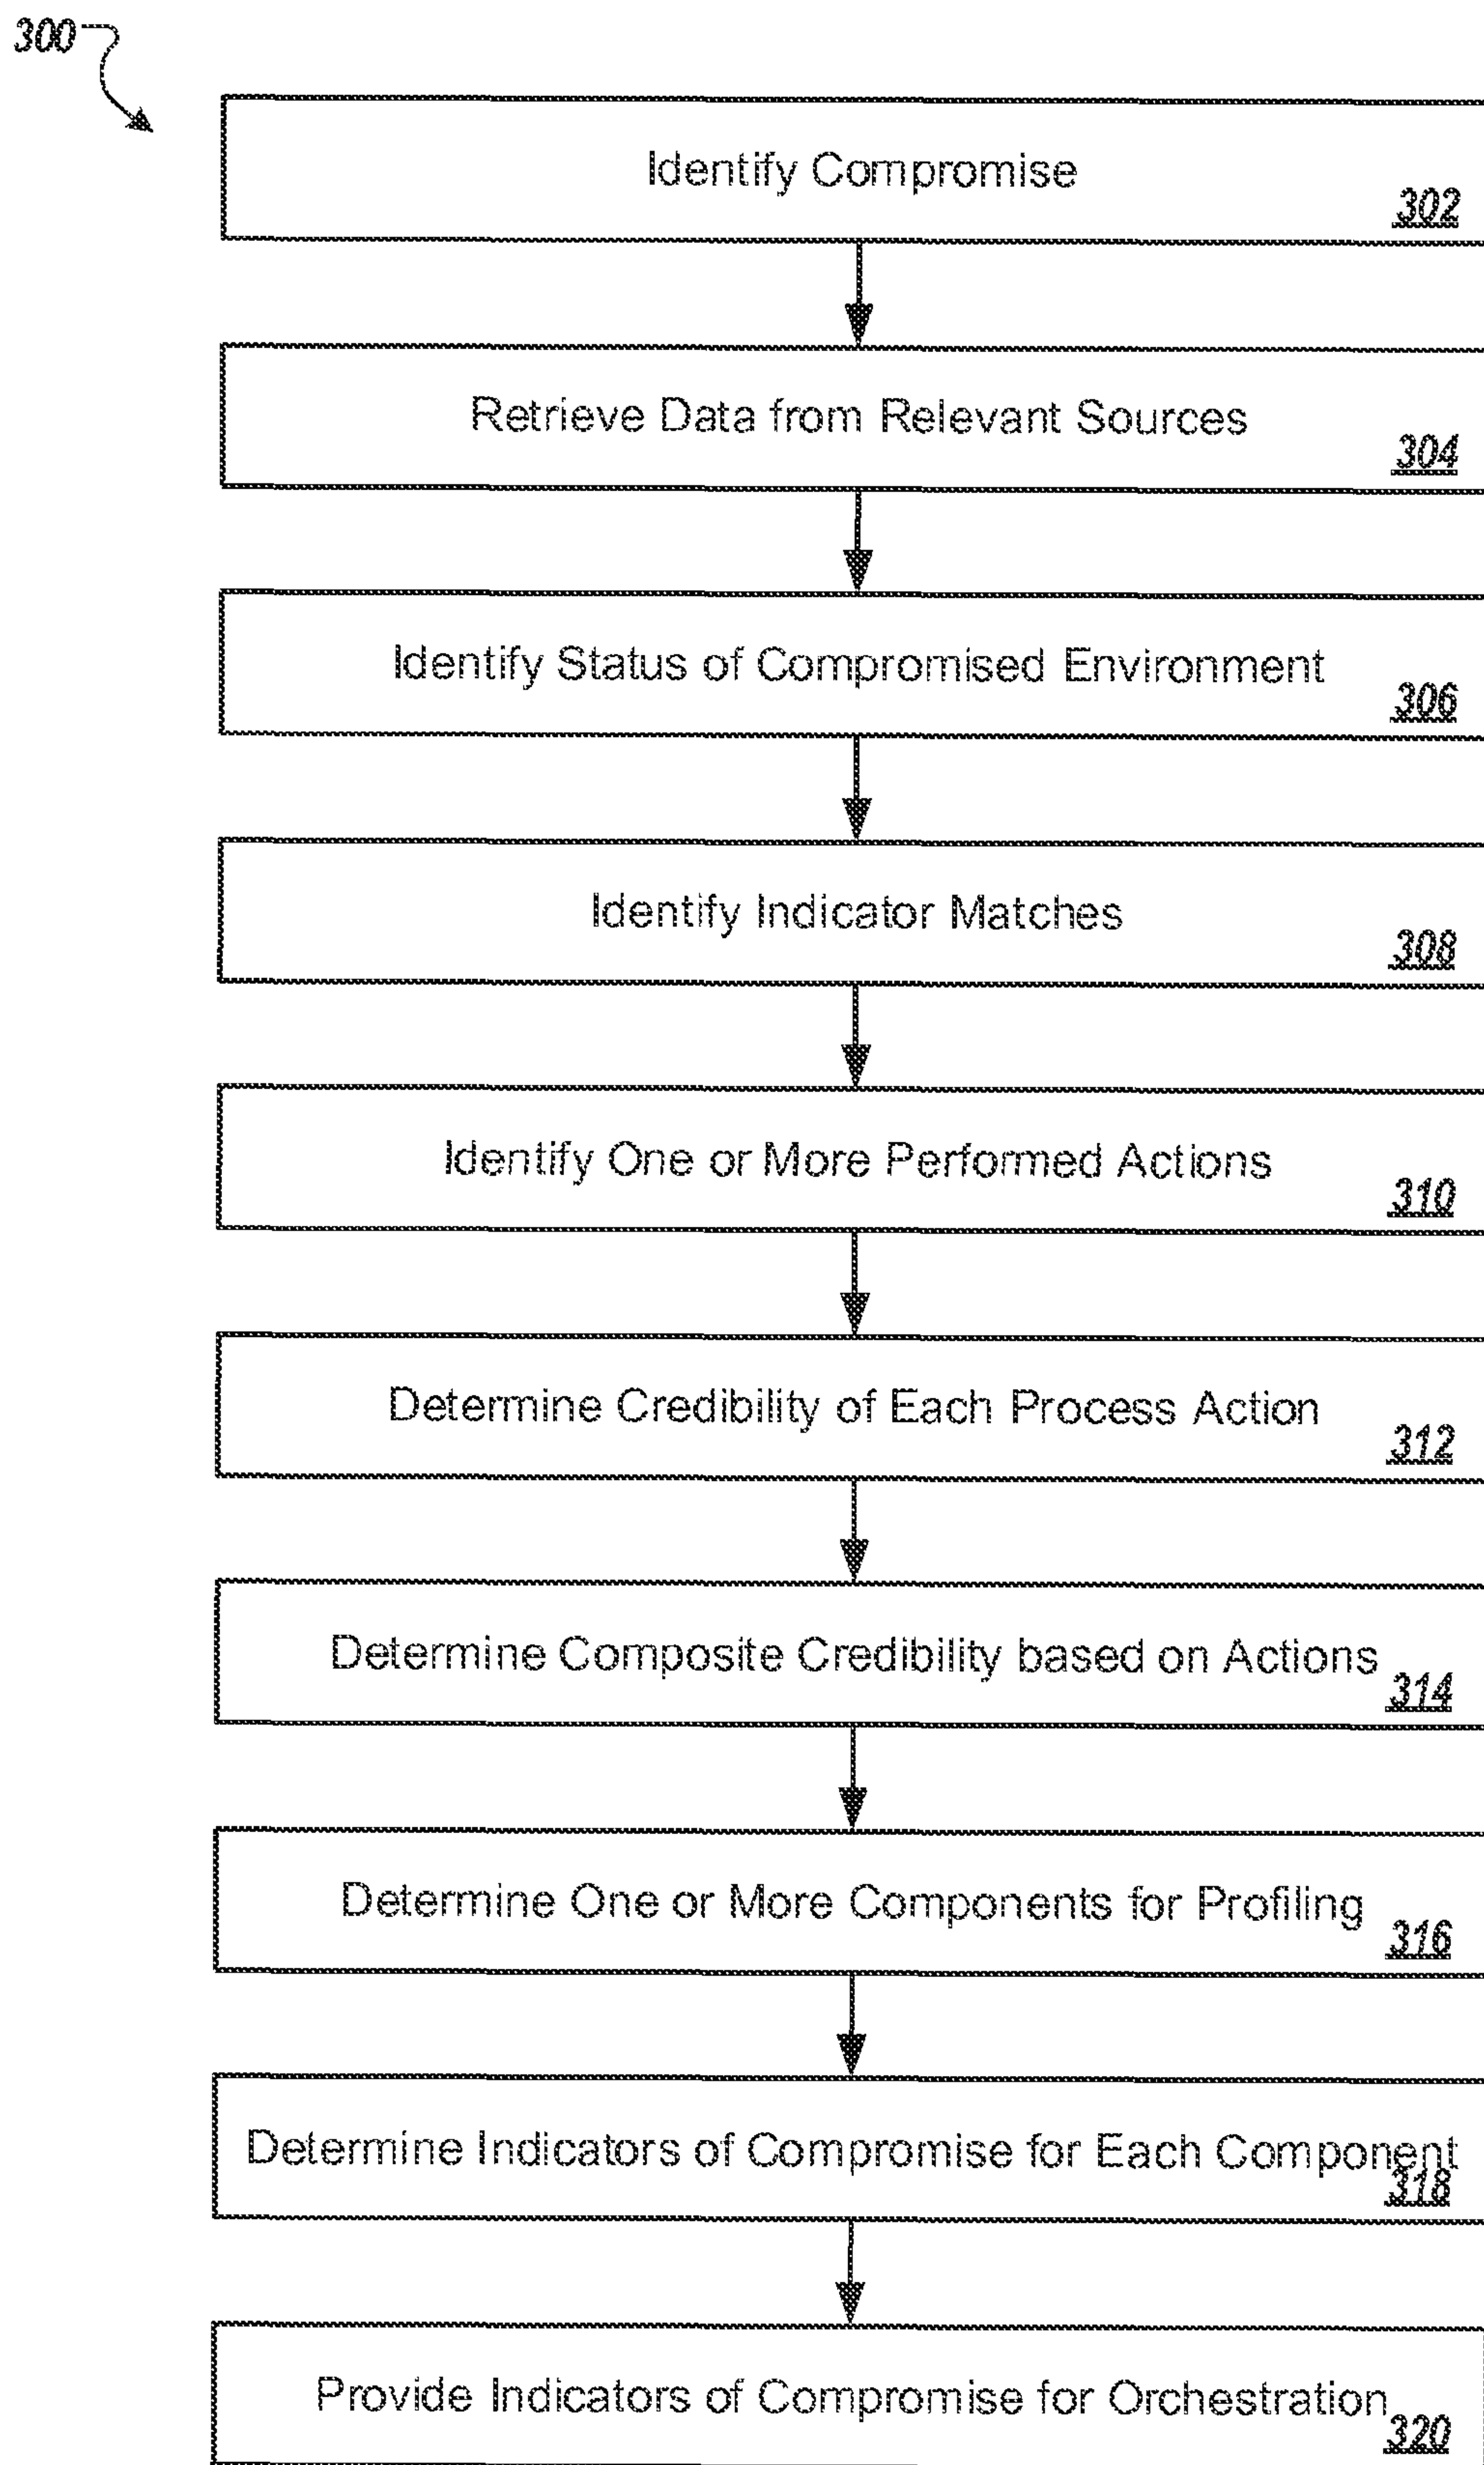 300
Identify Compromise
302
Retrieve Data from Relevant Sources
304
Identify Status of Compromised Environment
306
Identify Indicator Matches
308
Identify One or More Performed Actions
310
Determine Credibility of Each Process Action
312
Determine Composite Credibility based on Actions
314
Determine One or More Components for Profiling
316
Determine Indicators of Compromise for Each Component
318
Provide Indicators of Compromise for Orchestration
320